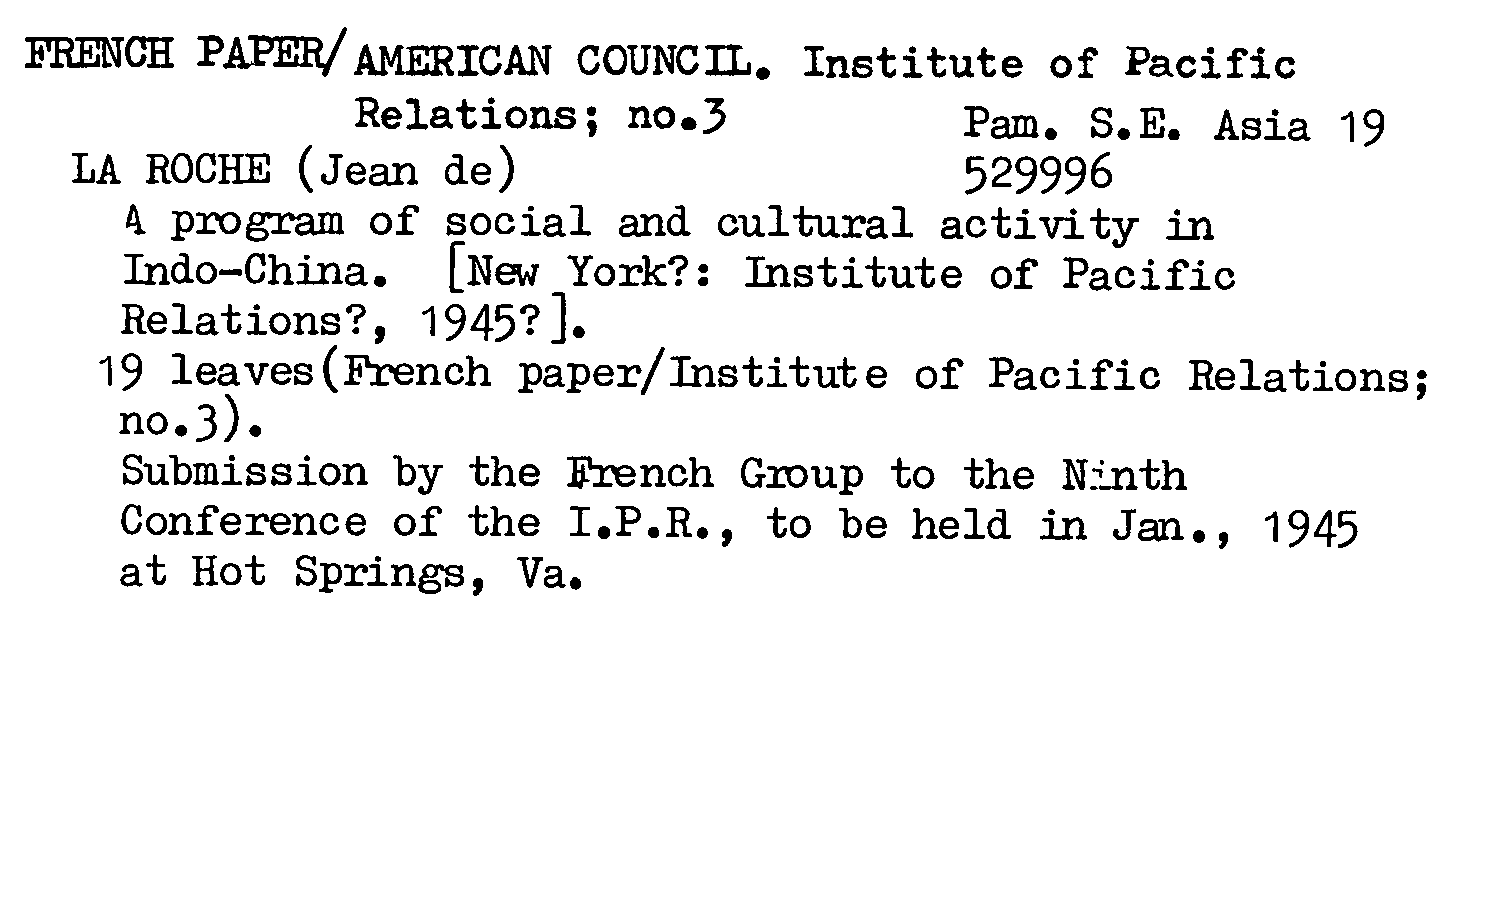 FRENCH PAPER/AMERICAN COUNCIL. Institute of Pacific
Relations; no.3
Pam. S.E. Asia 19
LA ROCHE (Jean de)
529996
A program of social and cultural activity in
Indo-China. [New York?: Institute of Pacific
Relations?, 1945?].
19 leaves(French paper/Institute of Pacific Relations;
no.3).
Submission by the French Group to the Ninth
Conference of the I.P.R., to be held in Jan., 1945
at Hot Springs, Va.